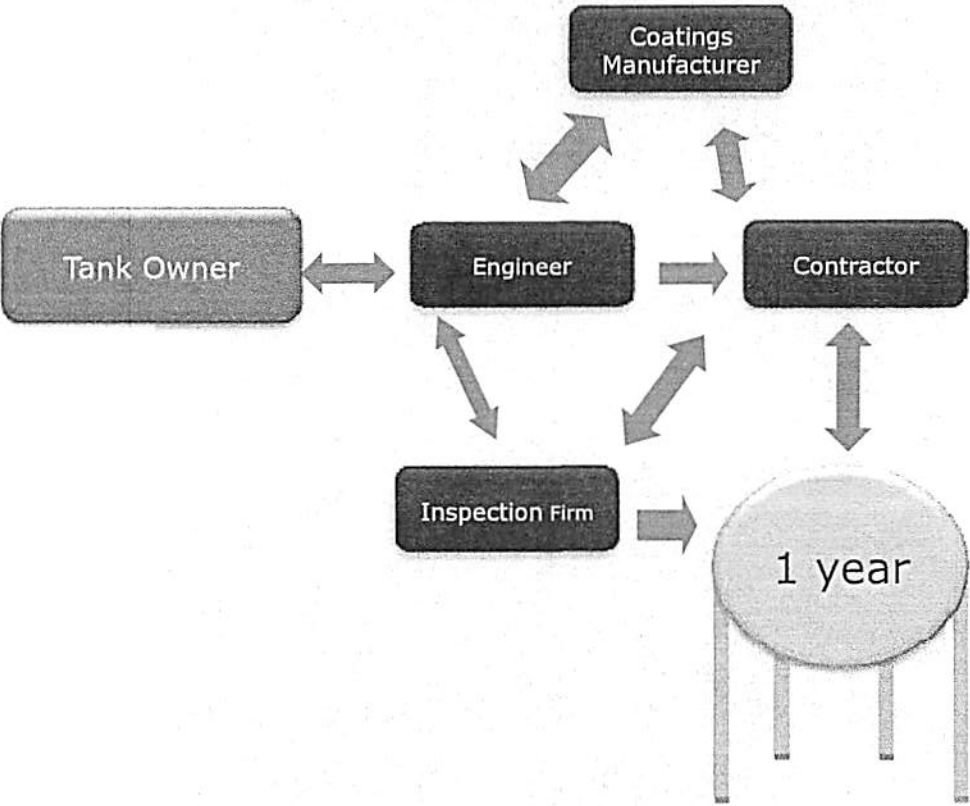 Coatings
Manufacturer
Tank Owner
Engineer
Contractor
Inspection Firm
1 year